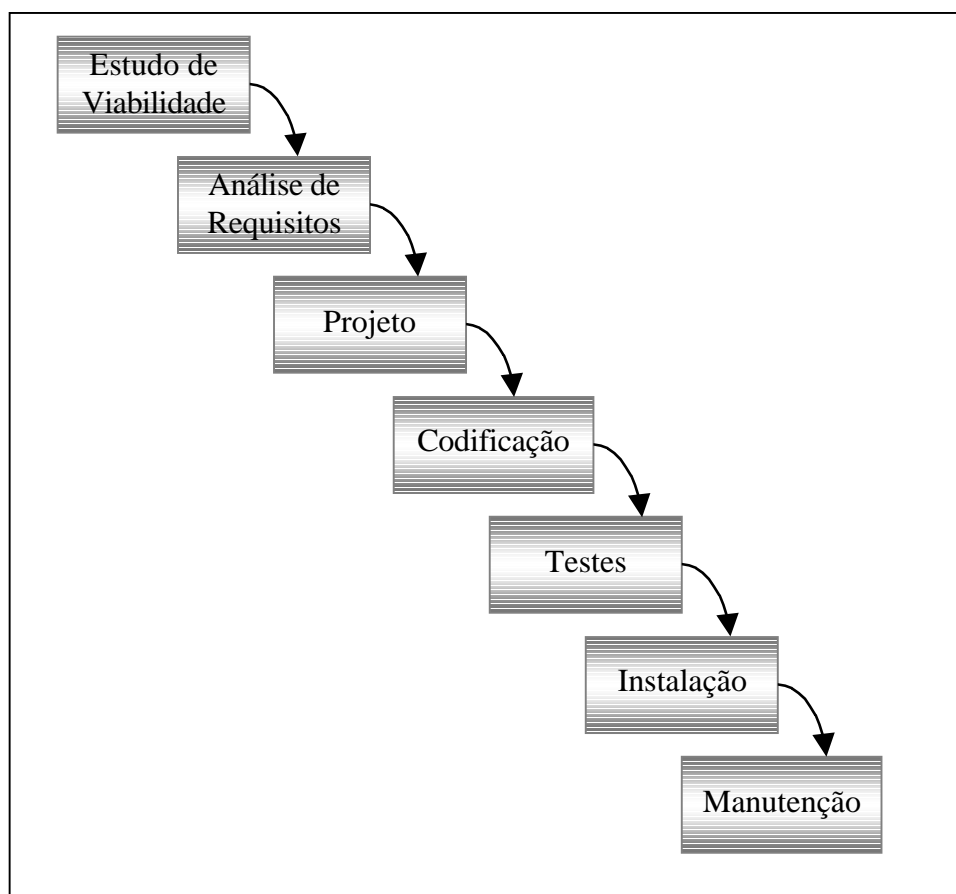 Estudo de
Viabilidade
Análise de
Requisitos
Projeto
Codificação
Testes
Instalação
Manutenção